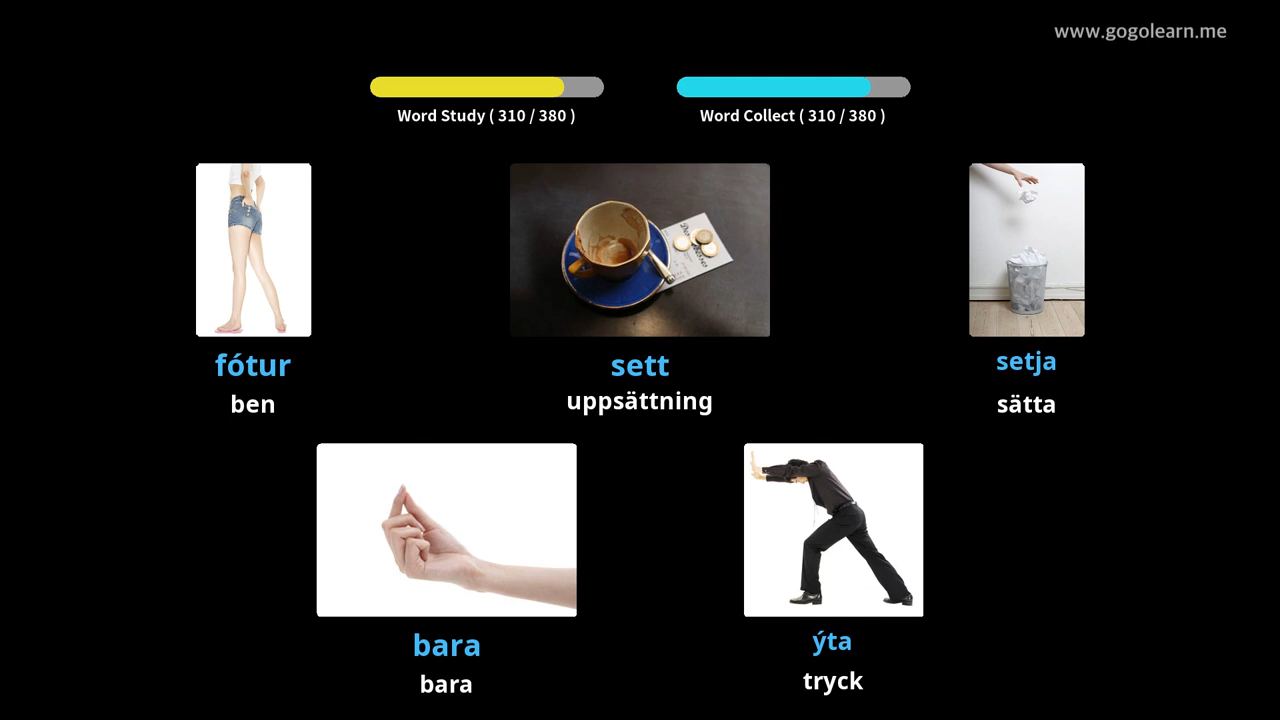 www.gogolearn.me
Word Study ( 310 / 380 )
Word Collect ( 310 / 380 )
fótur
ben
sett
uppsättning
setja
sätta
bara
bara
ýta
tryck